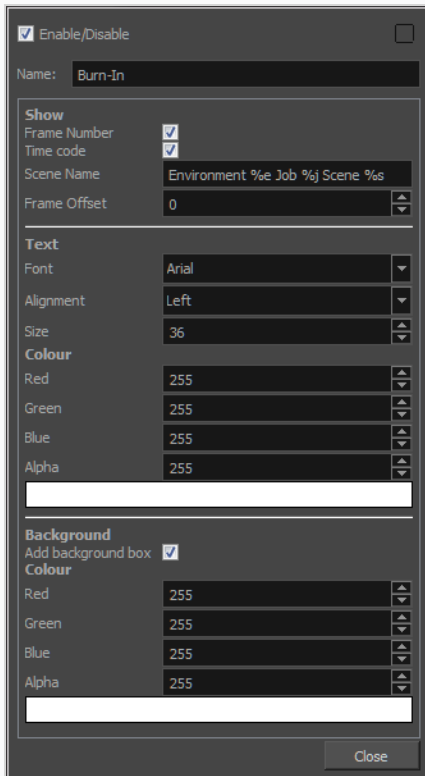 Enable/Disable
Name: Burn-In
Show
Frame Number
Time code
Scene Name Environment %e Job %j Scene %s
Frame Offset 0
Text
Font Arial
Alignment Left
Size 36
Colour
Red 255
Green 255
Blue 255
Alpha 255
Background
Add background box
Colour
Red 255
Green 255
Blue 255
Alpha 255
Close